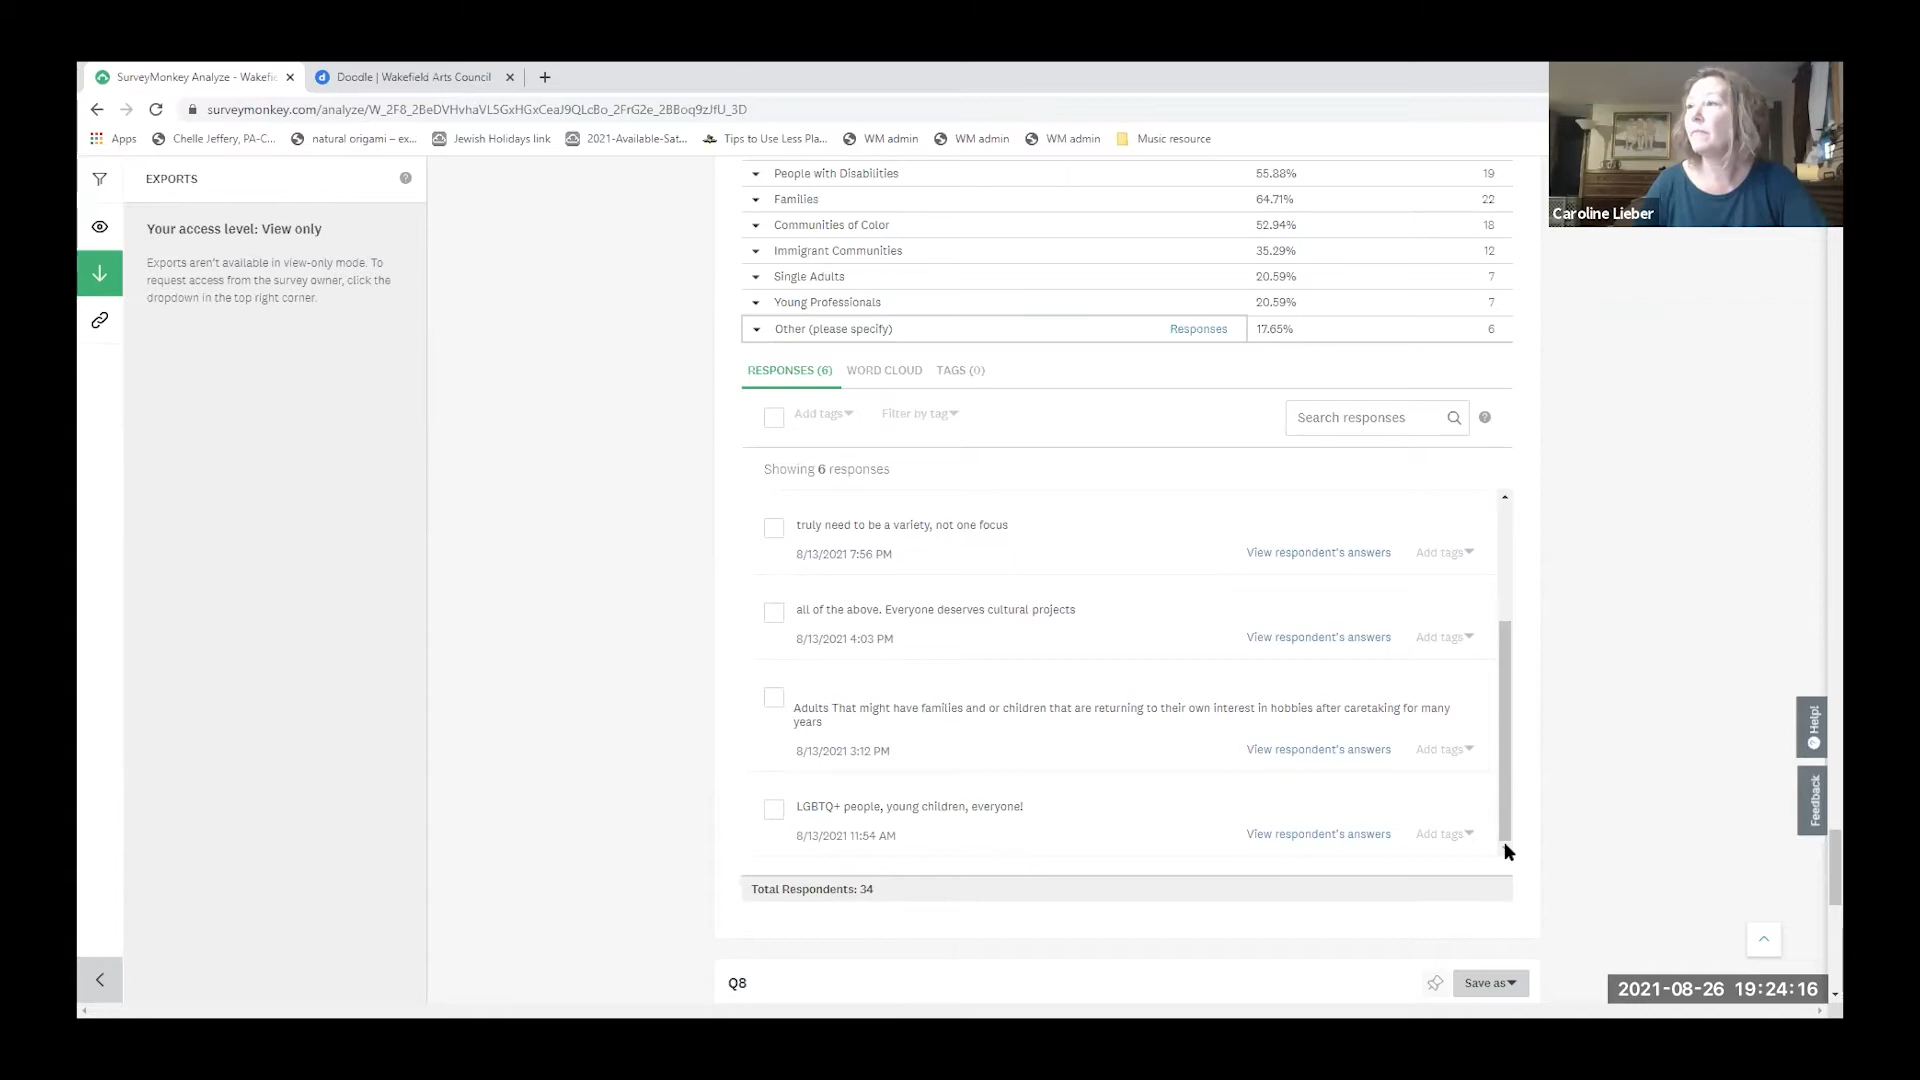 SurveyMonkey Analyze - Wakefie
Doodle | Wakefield Arts Council
surveymonkey.com/analyze/W_2F8_2BeDVHvhaVL5GxHGxCeaJ9QLcBo_2FrG2e_2BBoq9zJfU_3D
Apps
Chelle Jeffery, PA-C...
natural origami – ex...
Jewish Holidays link
2021-Available-Sat...
Tips to Use Less Pla...
WM admin
WM admin
WM admin
Music resource
Caroline Lieber
EXPORTS
Your access level: View only
Exports aren't available in view-only mode. To
request access from the survey owner, click the
dropdown in the top right corner.
People with Disabilities 55.88% 19
Families 64.71% 22
Communities of Color 52.94% 18
Immigrant Communities 35.29% 12
Single Adults 20.59% 7
Young Professionals 20.59% 7
Other (please specify) Responses 17.65% 6
RESPONSES (6) WORD CLOUD TAGS (0)
Add tags Filter by tag Search responses
Showing 6 responses
truly need to be a variety, not one focus
8/13/2021 7:56 PM View respondent's answers Add tags
all of the above. Everyone deserves cultural projects
8/13/2021 4:03 PM View respondent's answers Add tags
Adults That might have families and or children that are returning to their own interest in hobbies after caretaking for many
years
8/13/2021 3:12 PM View respondent's answers Add tags
LGBTQ+ people, young children, everyone!
8/13/2021 11:54 AM View respondent's answers Add tags
Total Respondents: 34
Q8 Save as
Help!
Feedback
2021-08-26 19:24:16